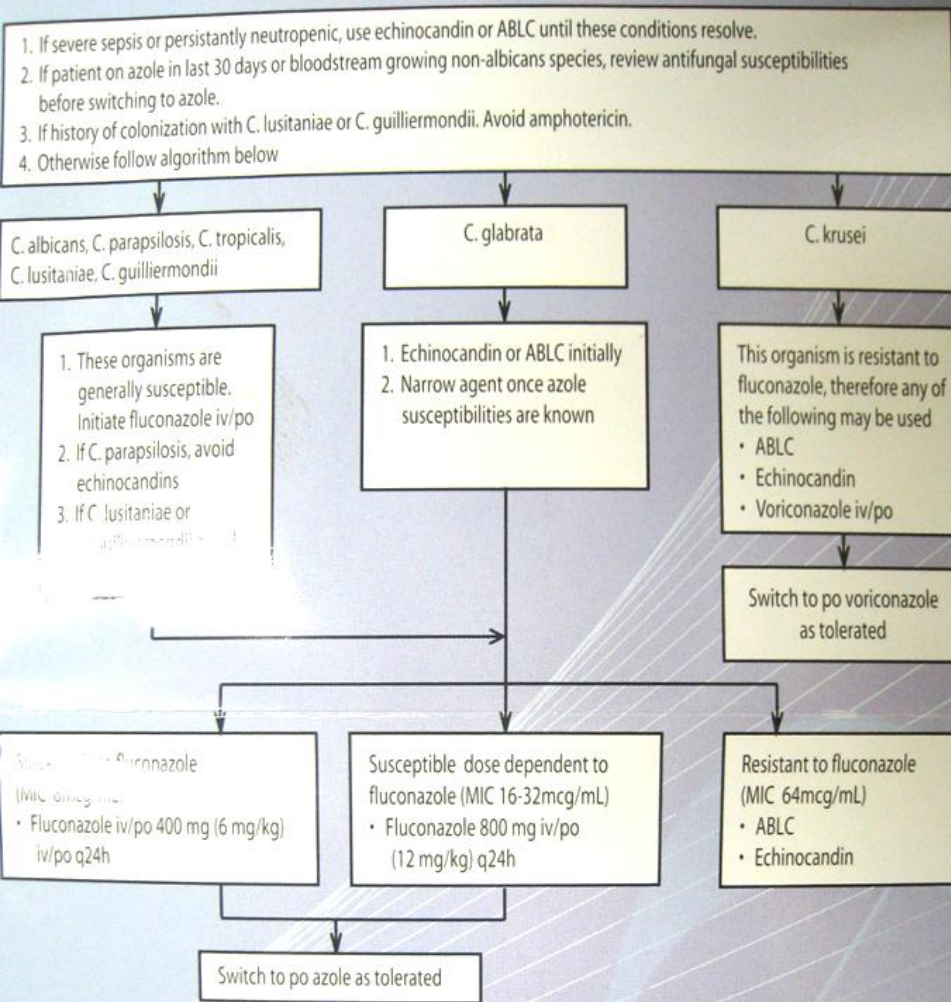 1. If severe sepsis or persistantly neutropenic, use echinocandin or ABLC until these conditions resolve.
2. If patient on azole in last 30 days or bloodstream growing non-albicans species, review antifungal susceptibilities
before switching to azole.
3. If history of colonization with C. lusitaniae or C. guilliermondii. Avoid amphotericin.
4. Otherwise follow algorithm below
C. albicans, C. parapsilosis, C. tropicalis,
C. lusitaniae, C. guilliermondii
C. glabrata
C. krusei
1. These organisms are
generally susceptible.
Initiate fluconazole iv/po
2. If C. parapsilosis, avoid
echinocandins
3. If C lusitaniae or
1. Echinocandin or ABLC initially
2. Narrow agent once azole
susceptibilities are known
This organism is resistant to
fluconazole, therefore any of
the following may be used
• ABLC
• Echinocandin
• Voriconazole iv/po
Switch to po voriconazole
as tolerated
fluconazole
(MIC
• Fluconazole iv/po 400 mg (6 mg/kg)
iv/po q24h
Susceptible dose dependent to
fluconazole (MIC 16-32mcg/mL)
• Fluconazole 800 mg iv/po
(12 mg/kg) q24h
Resistant to fluconazole
(MIC 64mcg/mL)
• ABLC
• Echinocandin
Switch to po azole as tolerated